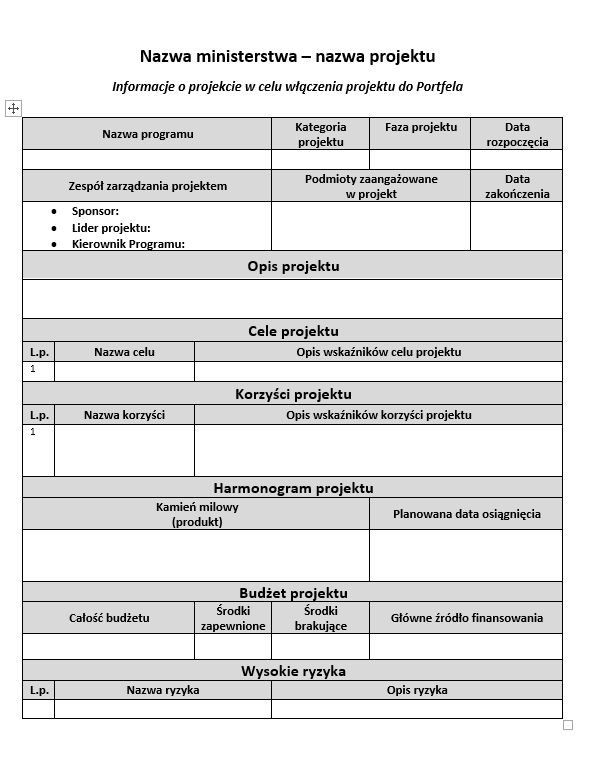 Nazwa ministerstwa – nazwa projektu
Informacje o projekcie w celu włączenia projektu do Portfela
Nazwa programu
Kategoria
projektu
Faza projektu
Data
rozpoczęcia
Zespół zarządzania projektem
Podmioty zaangażowane
w projekt
Data
zakończenia
• Sponsor:
• Lider projektu:
• Kierownik Programu:
Opis projektu
Cele projektu
L.p. Nazwa celu Opis wskaźników celu projektu
1
Korzyści projektu
L.p. Nazwa korzyści Opis wskaźników korzyści projektu
1
Harmonogram projektu
Kamień milowy
(produkt)
Planowana data osiągnięcia
Budżet projektu
Całość budżetu
Środki
zapewnione
Środki
brakujące
Główne źródło finansowania
Wysokie ryzyka
L.p. Nazwa ryzyka Opis ryzyka